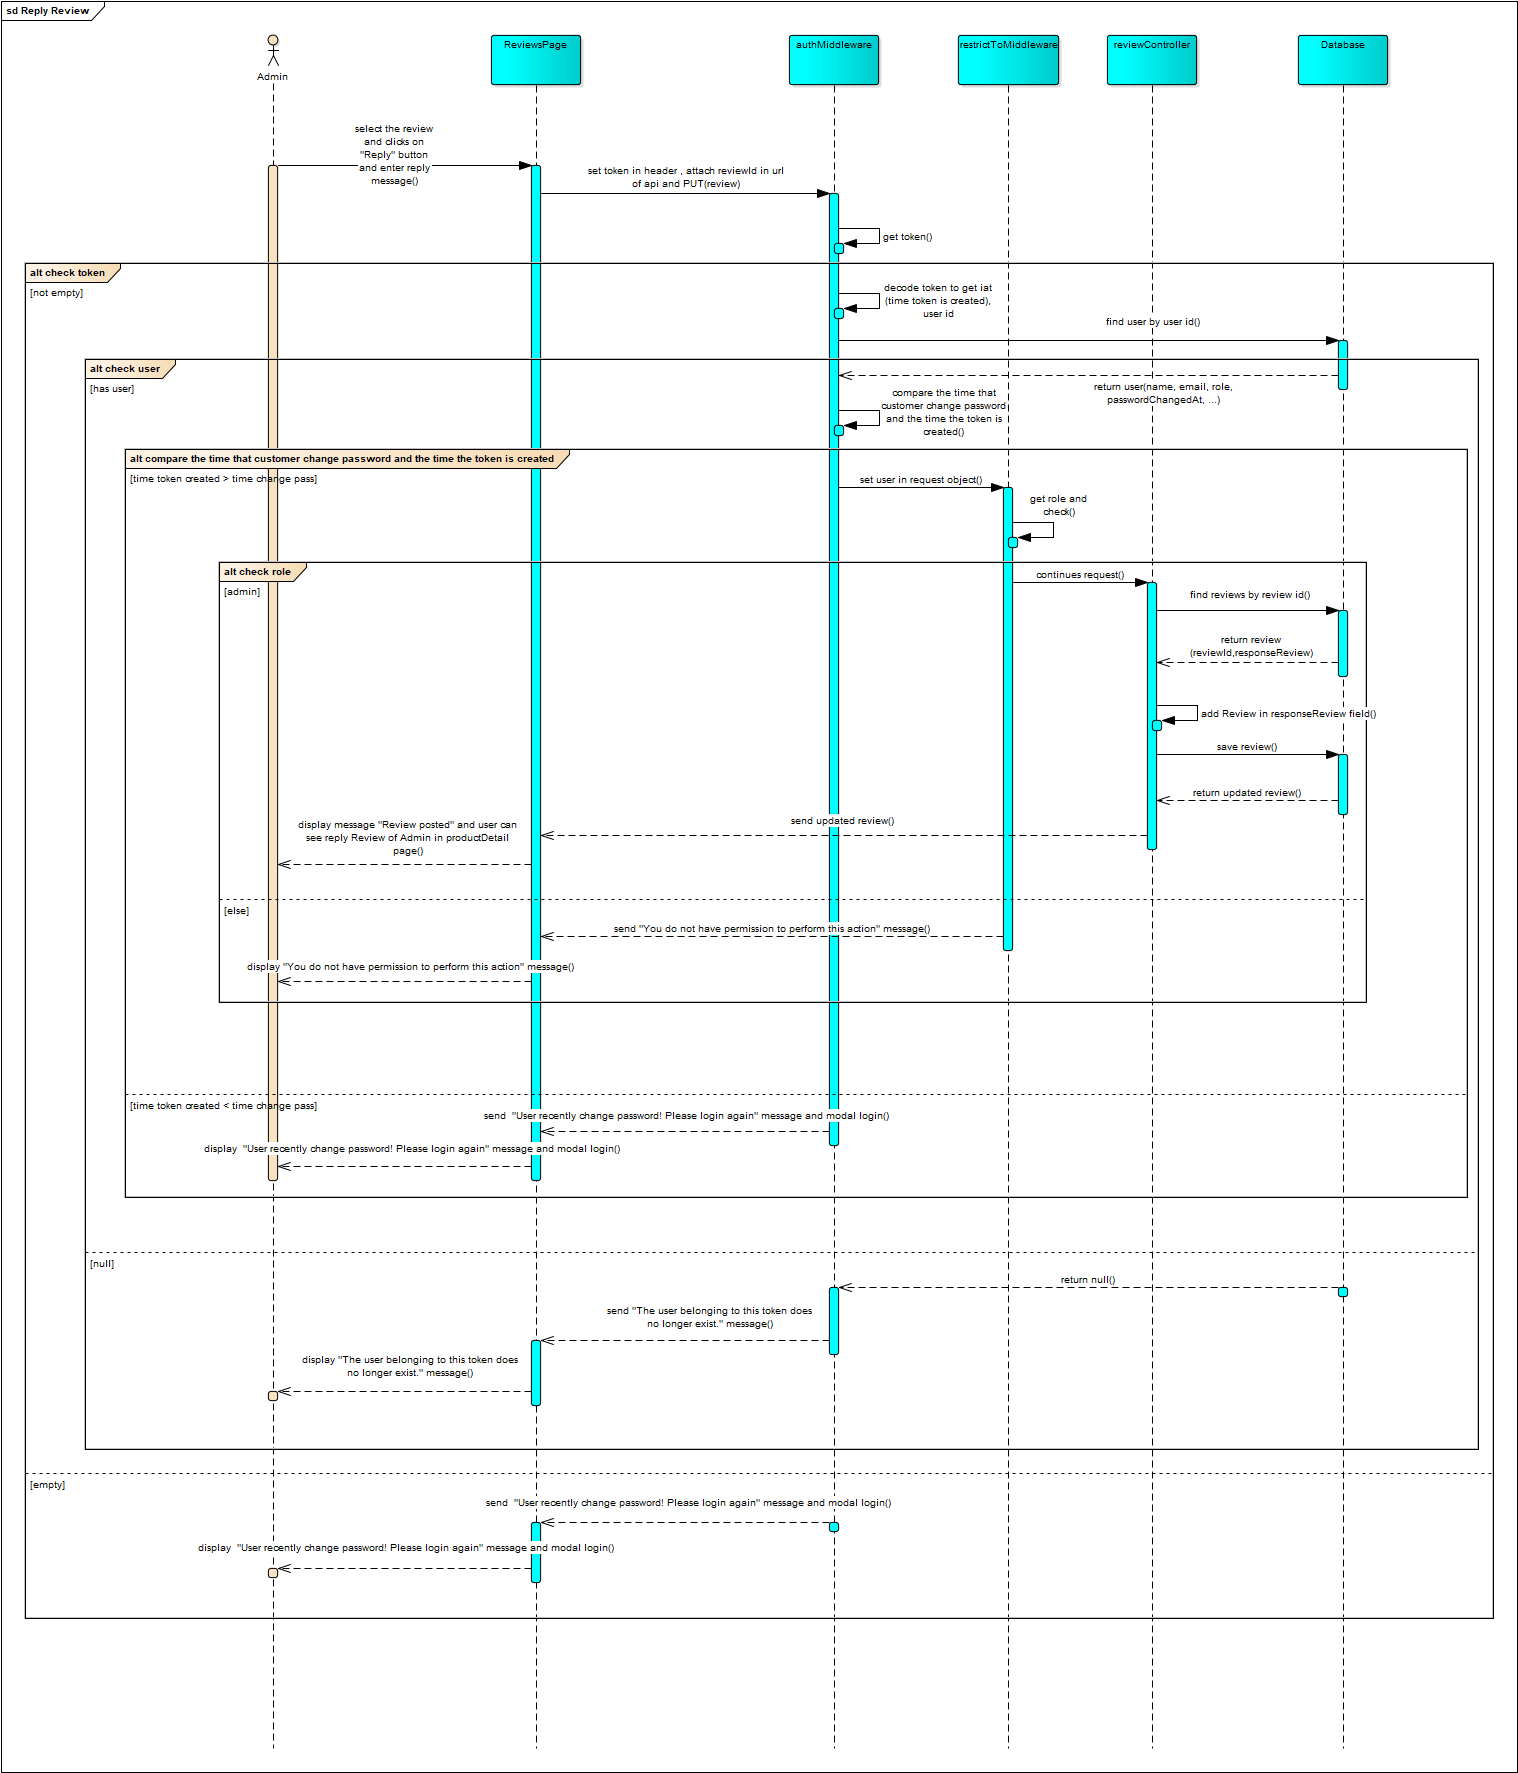 sd Reply Review
Admin
ReviewsPage
authMiddleware
restrictToMiddleware
reviewController
Database
select the review
and clicks on
"Reply" button
and enter reply
message()
set token in header , attach reviewId in url
of api and PUT(review)
get token()
alt check token
[not empty]
decode token to get iat
(time token is created),
user id
find user by user id()
alt check user
[has user]
return user(name, email, role,
passwordChangedAt, ...)
compare the time that
customer change password
and the time the token is
created()
alt compare the time that customer change password and the time the token is created
[time token created > time change pass]
set user in request object()
get role and
check()
alt check role
[admin]
continues request()
find reviews by review id()
return review
(reviewId,responseReview)
add Review in responseReview field()
save review()
return updated review()
send updated review()
display message "Review posted" and user can
see reply Review of Admin in productDetail
page()
[else]
send "You do not have permission to perform this action" message()
display "You do not have permission to perform this action" message()
[time token created < time change pass]
send  "User recently change password! Please login again" message and modal login()
display  "User recently change password! Please login again" message and modal login()
[null]
return null()
send "The user belonging to this token does
no longer exist." message()
display "The user belonging to this token does
no longer exist." message()
[empty]
send  "User recently change password! Please login again" message and modal login()
display  "User recently change password! Please login again" message and modal login()